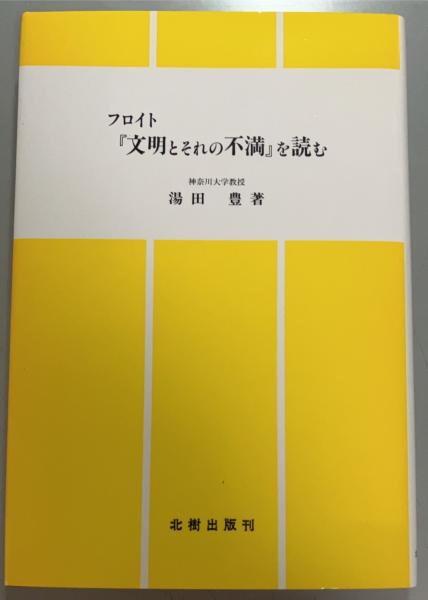 フロイト
『文明とそれの不満』を読む
神奈川大学教授
湯田 豊著
北樹出版刊